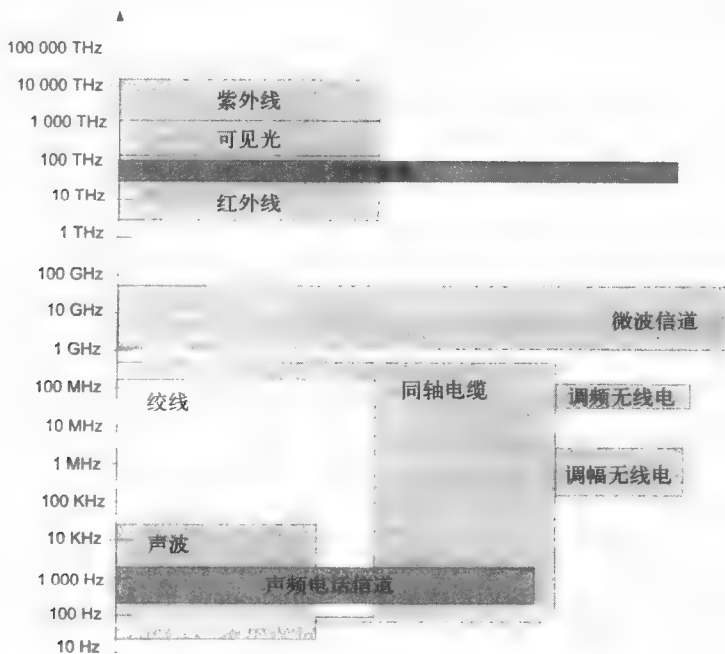 100 000 THz
10 000 THz
紫外线
1 000 THz
可见光
100 THz
10 THz
红外线
1 THz
100 GHz
10 GHz
微波信道
1 GHz
100 MHz
绞线
同轴电缆
调频无线电
10 MHz
1 MHz
调幅无线电
100 KHz
10 KHz
声波
1 000 Hz
声频电话信道
100 Hz
10 Hz